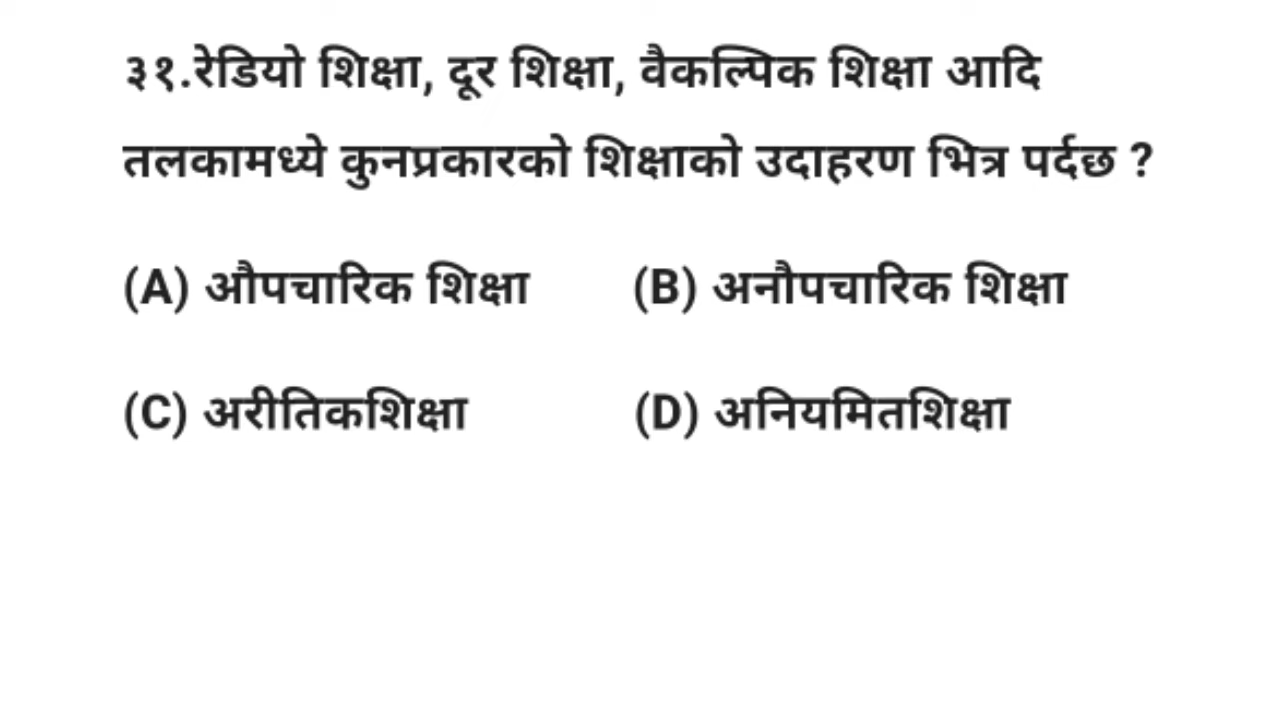 ३१.रेडियो शिक्षा, दूर शिक्षा, वैकल्पिक शिक्षा आदि
तलकामध्ये कुनप्रकारको शिक्षाको उदाहरण भित्र पर्दछ ?
(A) औपचारिक शिक्षा (B) अनौपचारिक शिक्षा
(C) अरीतिकशिक्षा (D) अनियमितशिक्षा